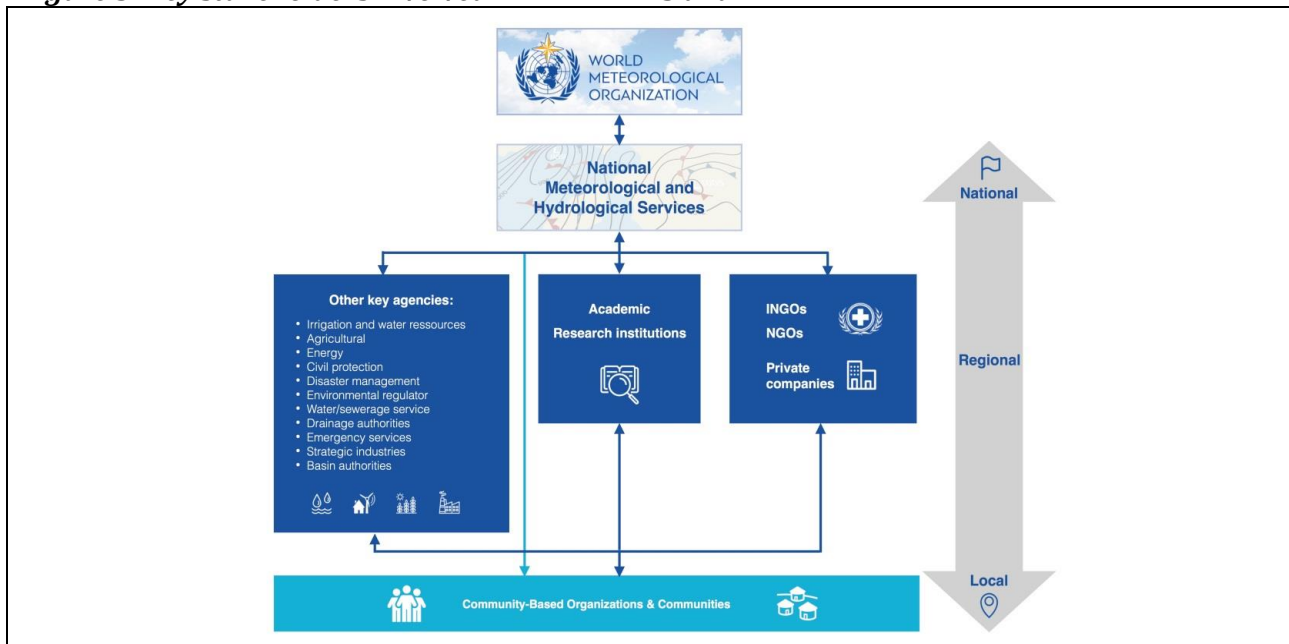 WORLD
METEOROLOGICAL
ORGANIZATION
National
Meteorological and
Hydrological Services
National
Other key agencies:
• Irrigation and water ressources
• Agricultural
• Energy
• Civil protection
• Disaster management
• Environmental regulator
• Water/sewerage service
• Drainage authorities
• Emergency services
• Strategic industries
• Basin authorities
Academic
Research institutions
INGOs
NGOs
Private
companies
Regional
Local
Community-Based Organizations & Communities